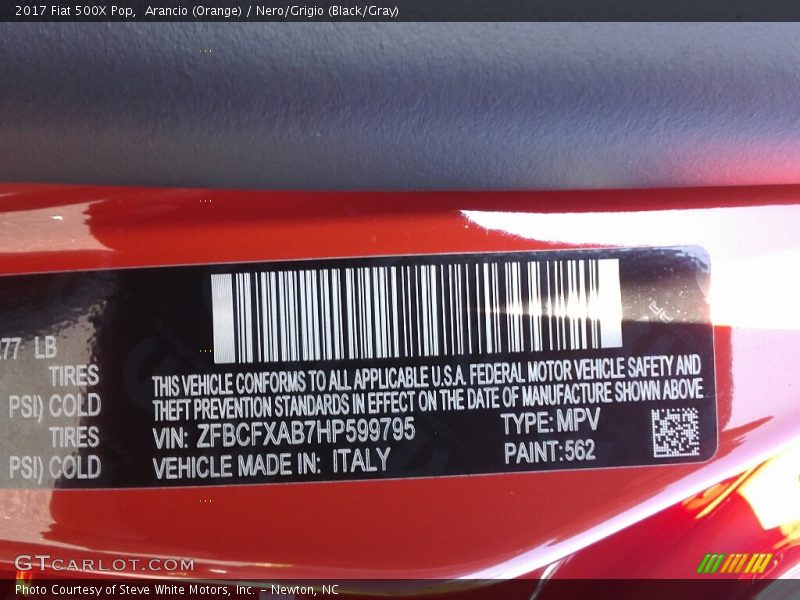 2017 Fiat 500X Pop,  Arancio (Orange) / Nero/Grigio (Black/Gray)
77 LB
TIRES
PSI) COLD
TIRES
PSI) COLD
THIS VEHICLE CONFORMS TO ALL APPLICABLE U.S.A. FEDERAL MOTOR VEHICLE SAFETY AND
THEFT PREVENTION STANDARDS IN EFFECT ON THE DATE OF MANUFACTURE SHOWN ABOVE
VIN: ZFBCFXAB7HP599795 TYPE: MPV
VEHICLE MADE IN: ITALY PAINT: 562
GTCARLOT.COM
Photo Courtesy of Steve White Motors, Inc. – Newton, NC